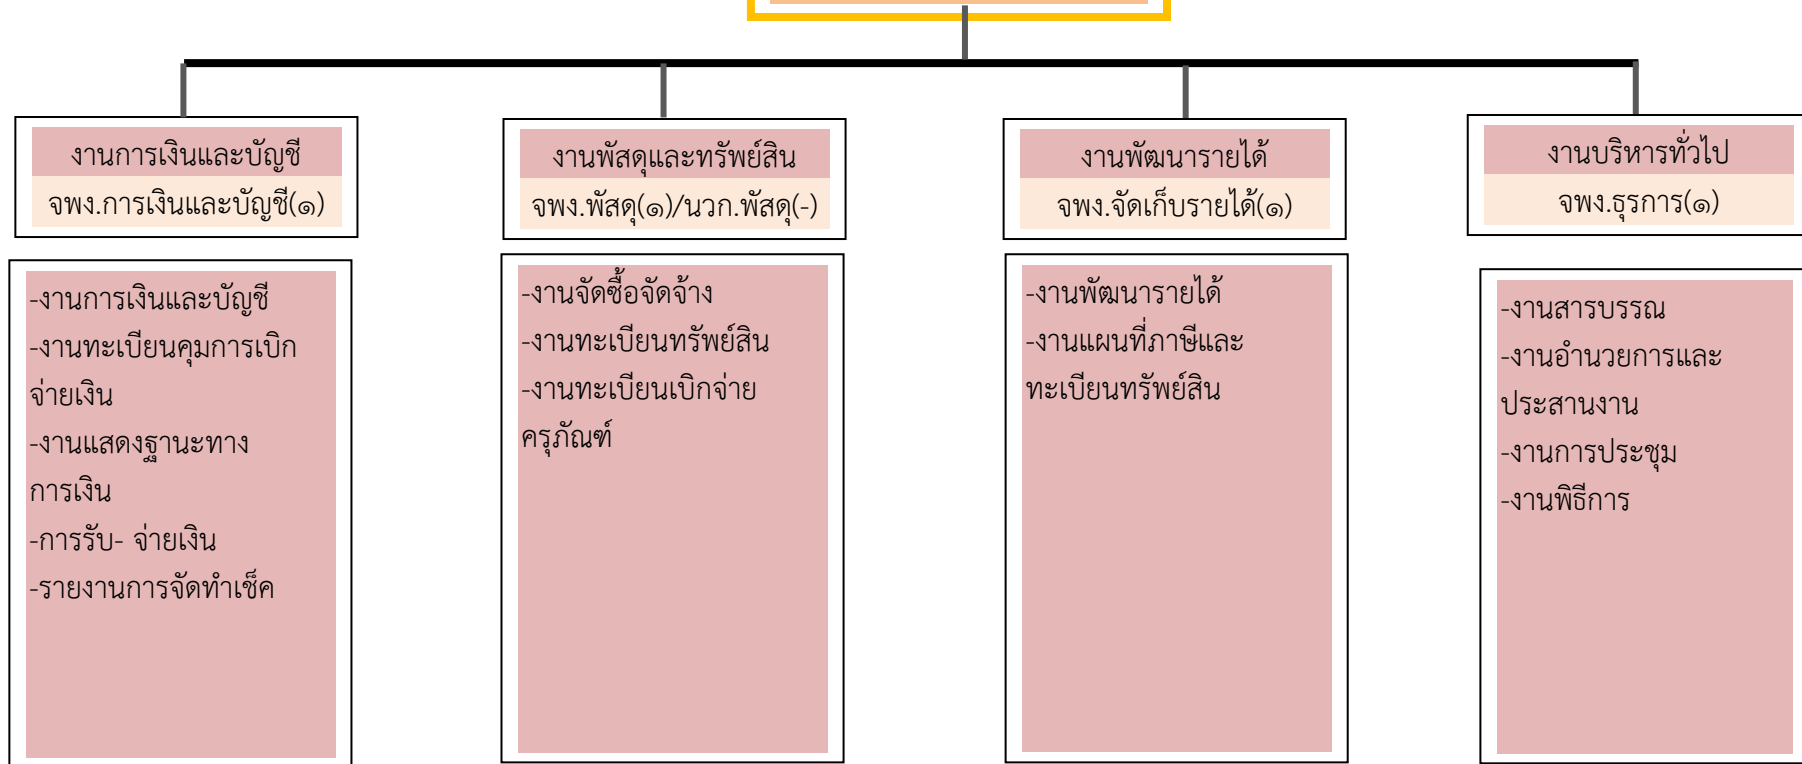 งานการเงินและบัญชี
จพง.การเงินและบัญชี(๑)
งานพัสดุและทรัพย์สิน
จพง.พัสดุ(๑)/นวก.พัสดุ(-)
งานพัฒนารายได้
จพง.จัดเก็บรายได้(๑)
งานบริหารทั่วไป
จพง.ธุรการ(๑)
-งานการเงินและบัญชี
-งานทะเบียนคุมการเบิก
จ่ายเงิน
-งานแสดงฐานะทาง
การเงิน
-การรับ- จ่ายเงิน
-รายงานการจัดทำเช็ค
-งานจัดซื้อจัดจ้าง
-งานทะเบียนทรัพย์สิน
-งานทะเบียนเบิกจ่าย
ครุภัณฑ์
-งานพัฒนารายได้
-งานแผนที่ภาษีและ
ทะเบียนทรัพย์สิน
-งานสารบรรณ
-งานอำนวยการและ
ประสานงาน
-งานการประชุม
-งานพิธีการ